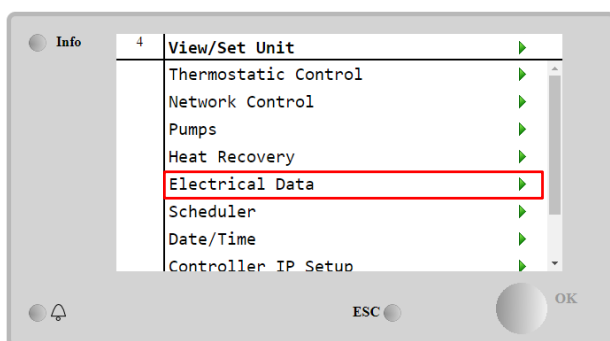 Info
4 View/Set Unit
Thermostatic Control
Network Control
Pumps
Heat Recovery
Electrical Data
Scheduler
Date/Time
Controller IP Setup
ESC
OK